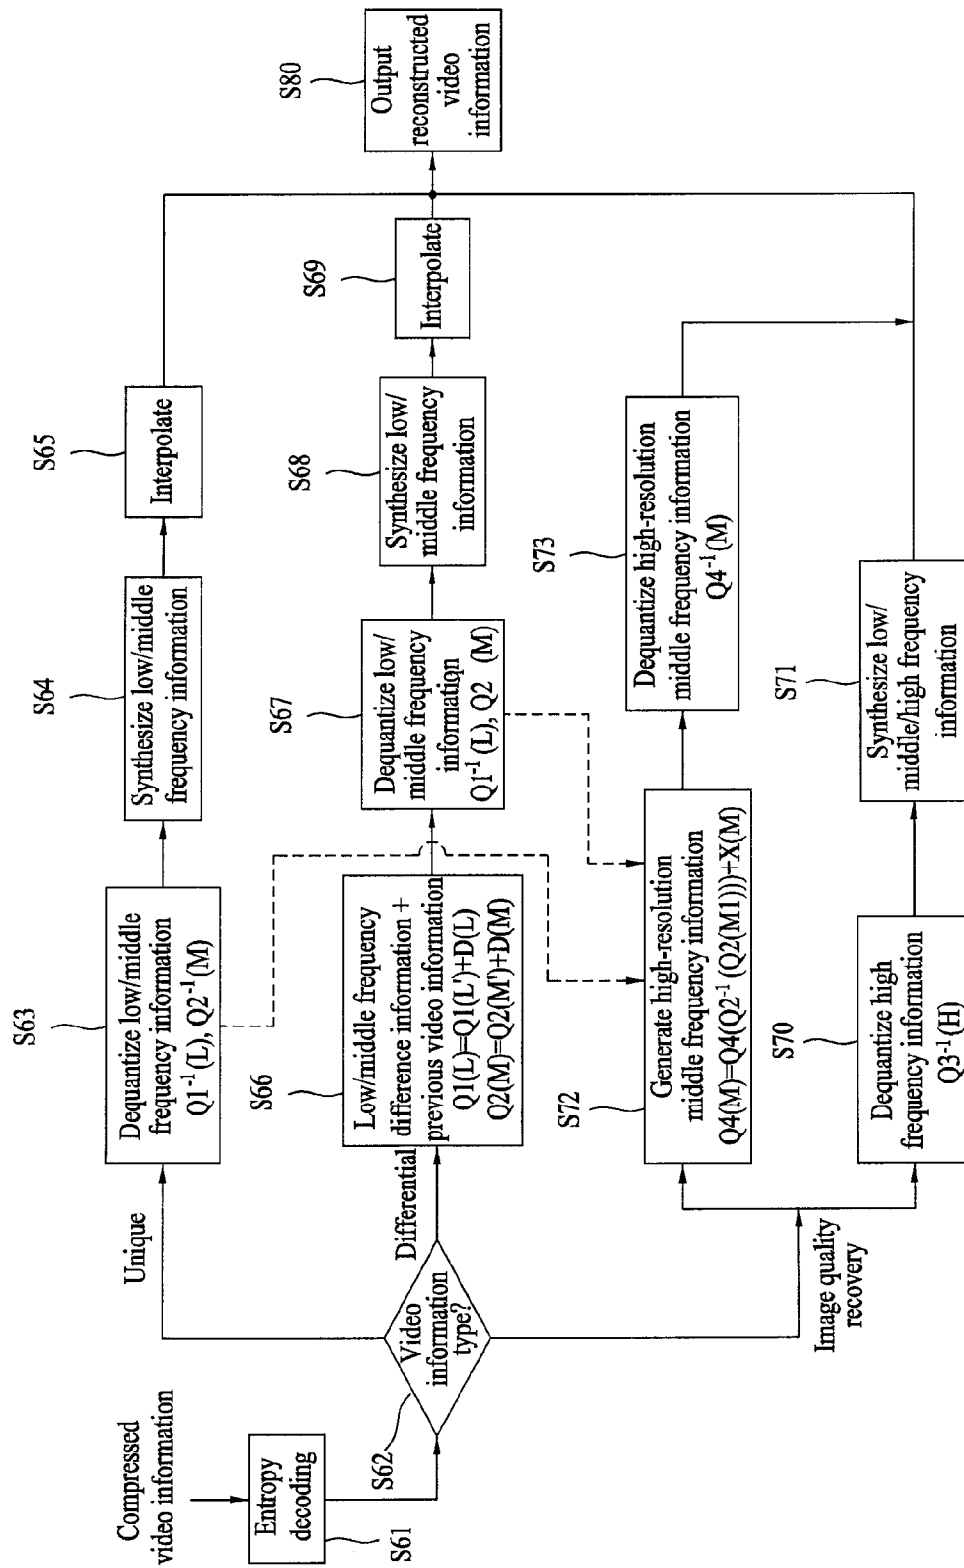 Compressed
video information
Entropy
decoding
S61
S62
Video
information
type?
Unique
Differential
Image quality
recovery
S63
Dequantize low/middle
frequency information
Q1⁻¹(L), Q2⁻¹(M)
S64
Synthesize low/middle
frequency information
S65
Interpolate
S66
Low/middle frequency
difference information +
previous video information
Q1(L)=Q1(L')+D(L)
Q2(M)=Q2(M')+D(M)
S67
Dequantize low/
middle frequency
information
Q1⁻¹(L), Q2 (M)
S68
Synthesize low/
middle frequency
information
S69
Interpolate
S72
Generate high-resolution
middle frequency information
Q4(M)=Q4(Q2⁻¹(Q2(M1)))+X(M)
S73
Dequantize high-resolution
middle frequency information
Q4⁻¹(M)
S70
Dequantize high
frequency information
Q3⁻¹(H)
S71
Synthesize low/
middle/high frequency
information
S80
Output
reconstructed
video
information